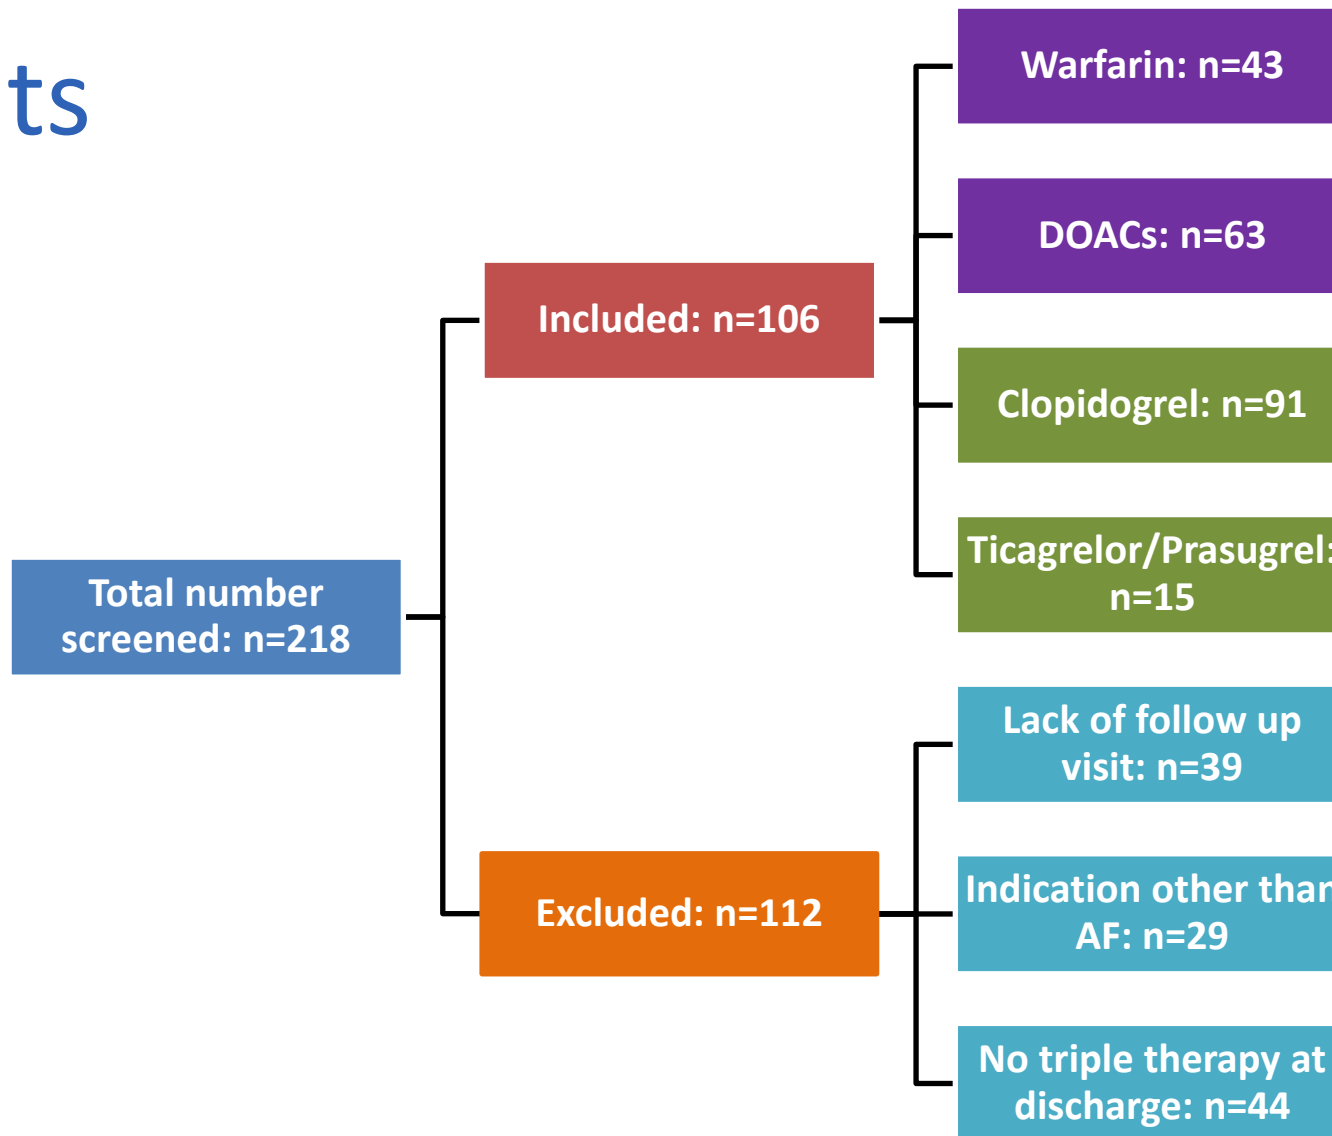 ts
Warfarin: n=43
DOACs: n=63
Included: n=106
Clopidogrel: n=91
Ticagrelor/Prasugrel:
n=15
Total number
screened: n=218
Lack of follow up
visit: n=39
Excluded: n=112
Indication other than
AF: n=29
No triple therapy at
discharge: n=44